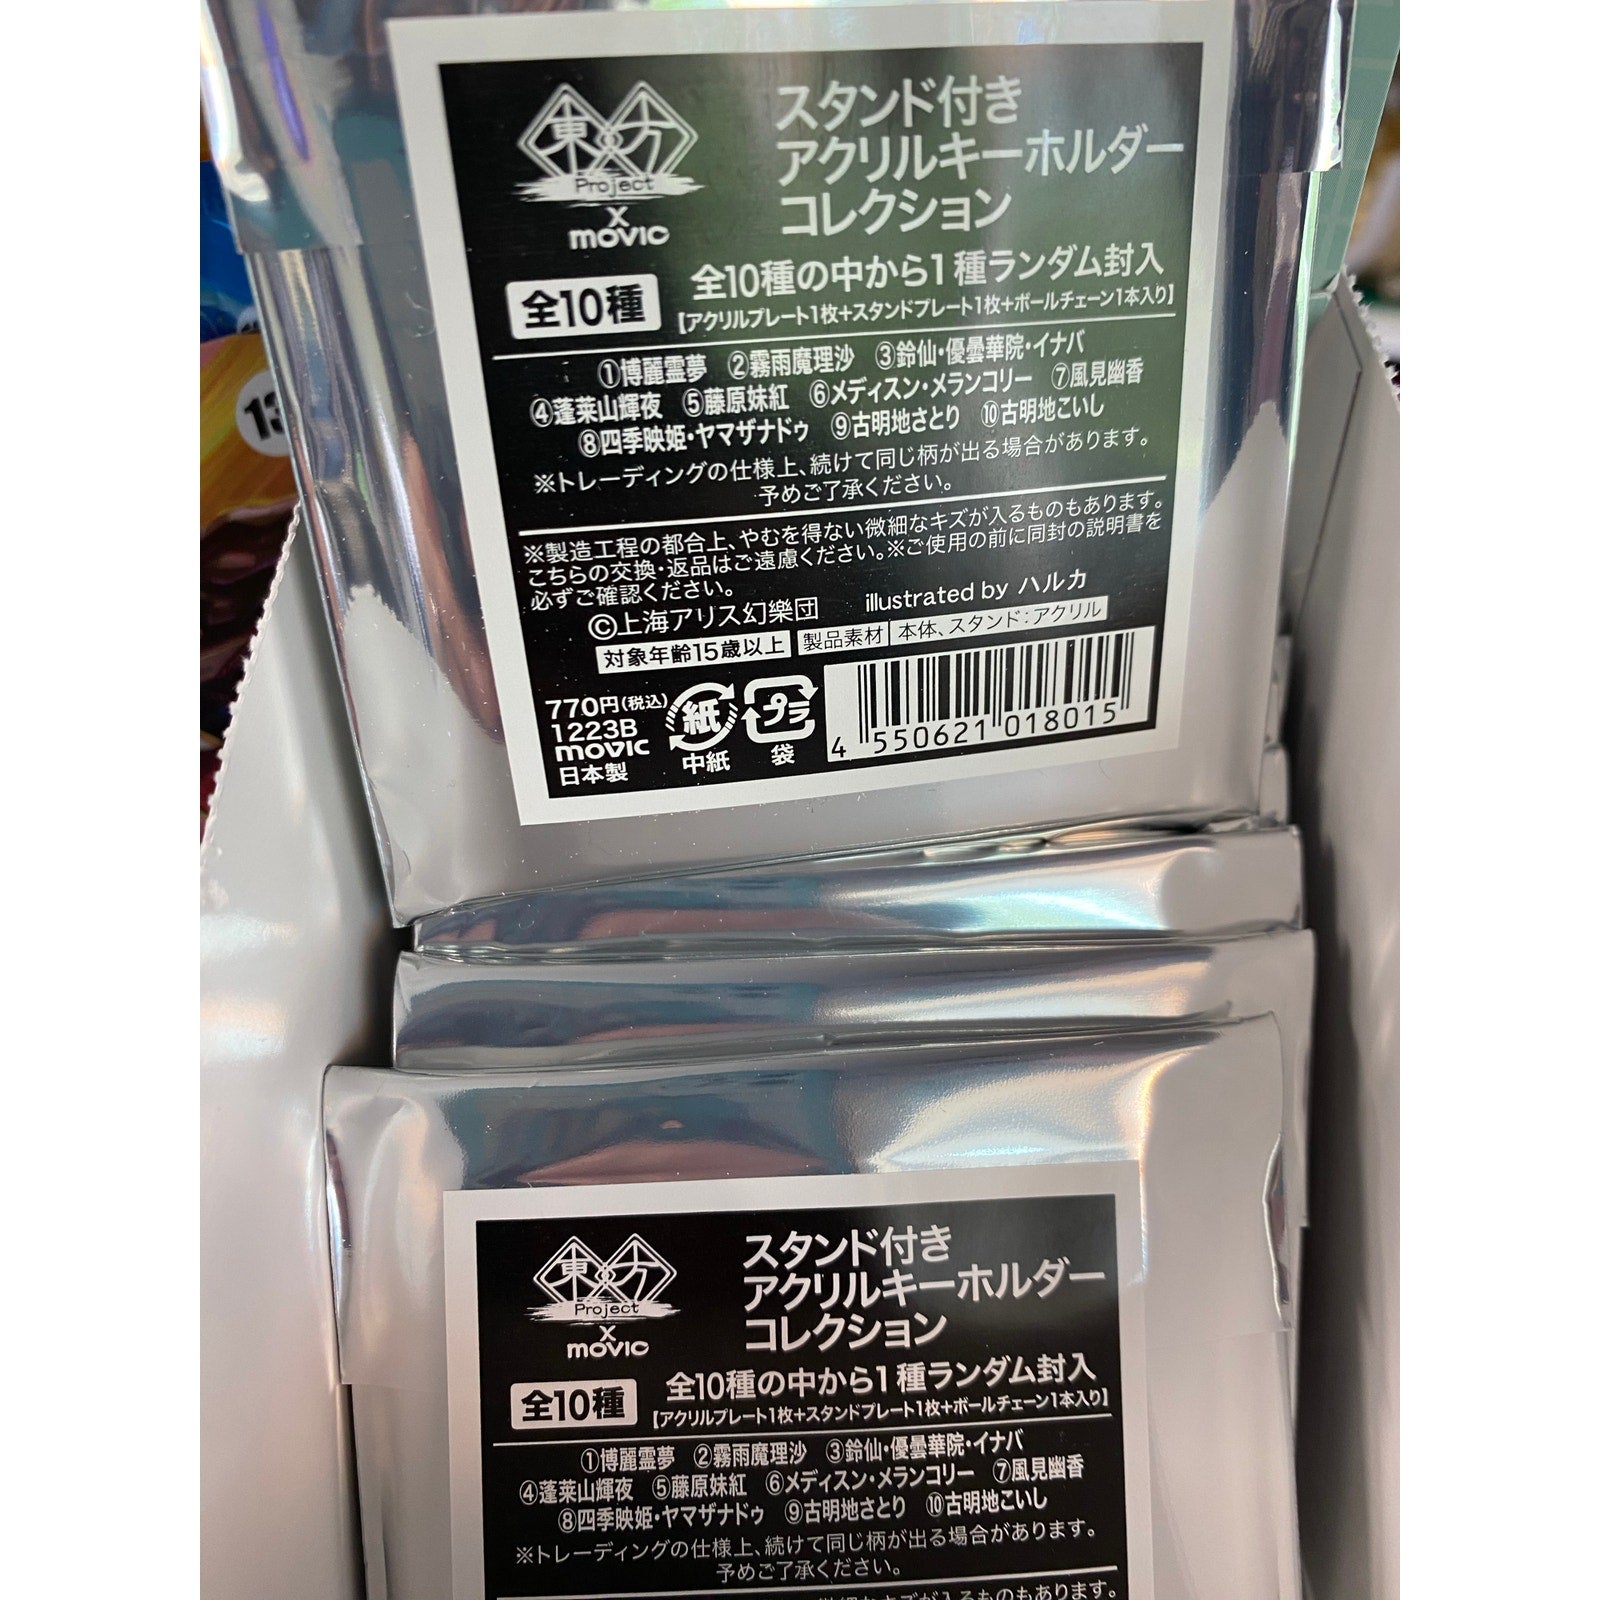 東方
Project
×
movic
スタンド付き
アクリルキーホルダー
コレクション
全10種
全10種の中から1種ランダム封入
【アクリルプレート1枚+スタンドプレート1枚+ボールチェーン1本入り】
①博麗霊夢 ②霧雨魔理沙 ③鈴仙・優曇華院・イナバ
④蓬莱山輝夜 ⑤藤原妹紅 ⑥メディスン・メランコリー ⑦風見幽香
⑧四季映姫・ヤマザナドゥ ⑨古明地さとり ⑩古明地こいし
※トレーディングの仕様上、続けて同じ柄が出る場合があります。
予めご了承ください。
※製造工程の都合上、やむを得ない微細なキズが入るものもあります。
こちらの交換・返品はご遠慮ください。※ご使用の前に同封の説明書を
必ずご確認ください。
©上海アリス幻樂団 illustrated by ハルカ
対象年齢15歳以上 製品素材 本体、スタンド:アクリル
770円(税込)
1223B
movic
日本製
紙
中紙
プラ
袋
4 550621 018015
13
東方
Project
×
movic
スタンド付き
アクリルキーホルダー
コレクション
全10種
全10種の中から1種ランダム封入
【アクリルプレート1枚+スタンドプレート1枚+ボールチェーン1本入り】
①博麗霊夢 ②霧雨魔理沙 ③鈴仙・優曇華院・イナバ
④蓬莱山輝夜 ⑤藤原妹紅 ⑥メディスン・メランコリー ⑦風見幽香
⑧四季映姫・ヤマザナドゥ ⑨古明地さとり ⑩古明地こいし
※トレーディングの仕様上、続けて同じ柄が出る場合があります。
予めご了承ください。
微細なキズが入るものもあります。